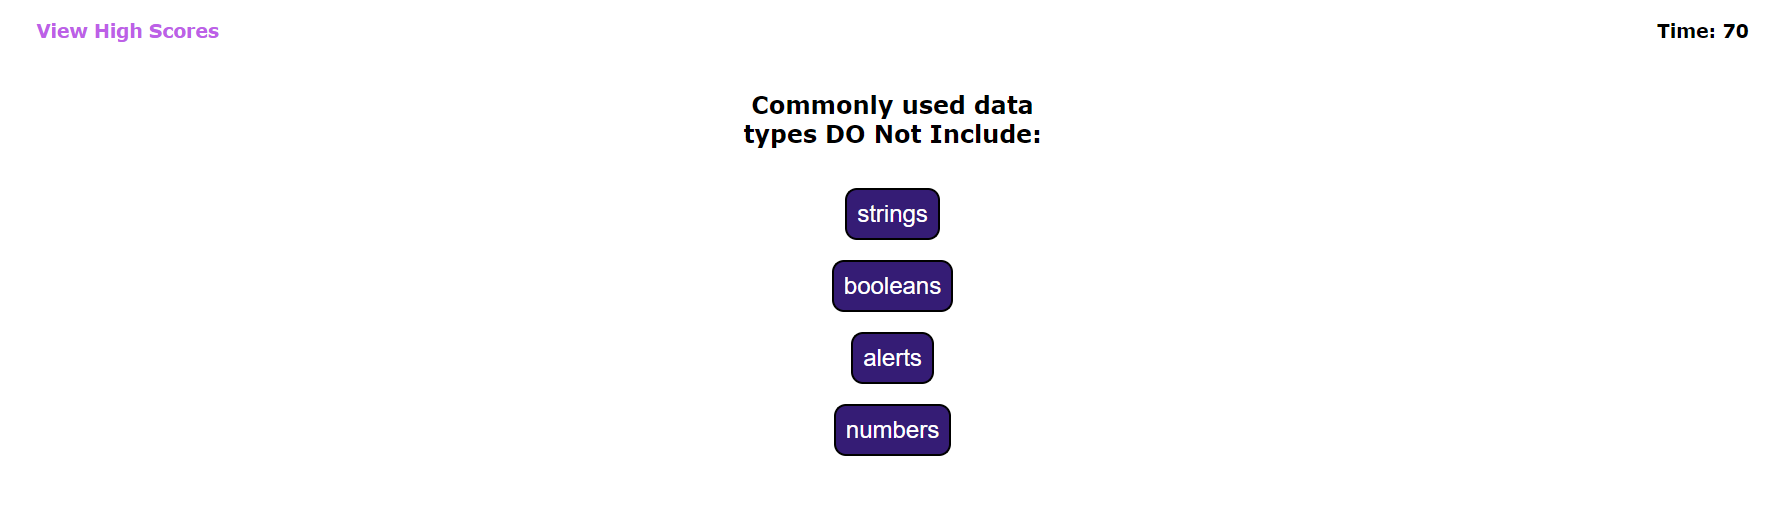 View High Scores
Time: 70
Commonly used data
types DO Not Include:
strings
booleans
alerts
numbers